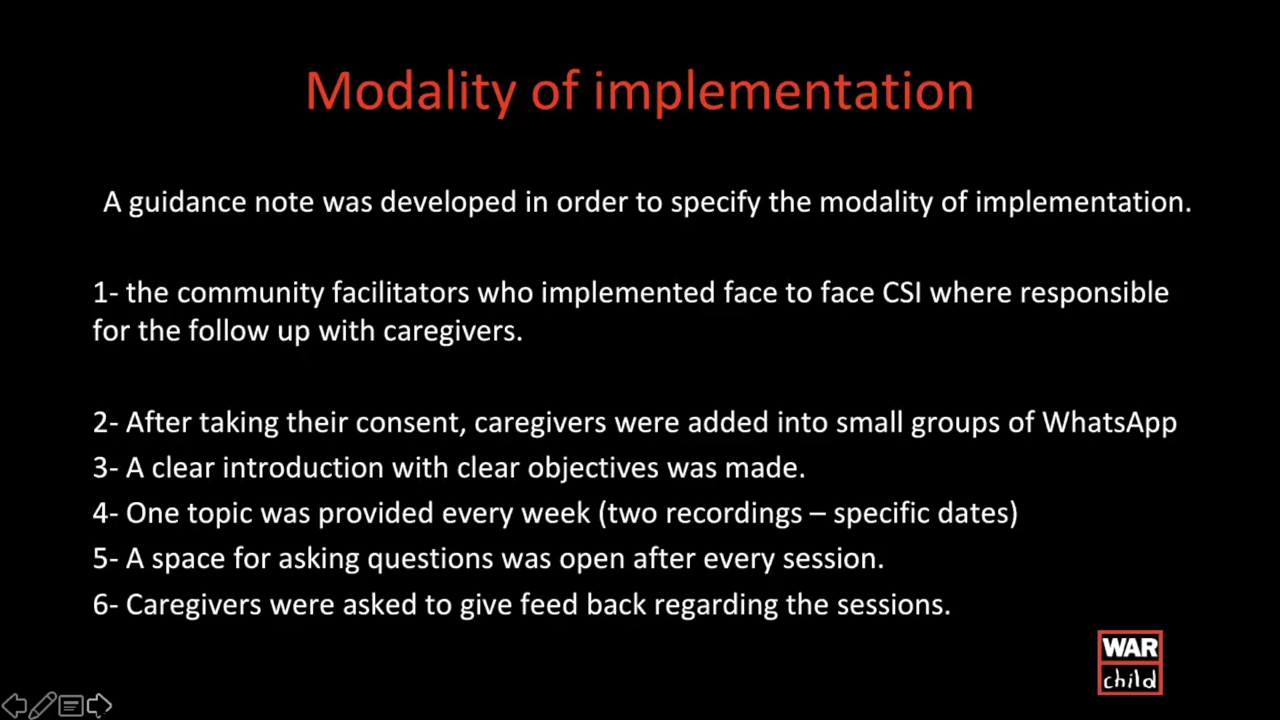 Modality of implementation
A guidance note was developed in order to specify the modality of implementation.
1- the community facilitators who implemented face to face CSI where responsible
for the follow up with caregivers.
2- After taking their consent, caregivers were added into small groups of WhatsApp
3- A clear introduction with clear objectives was made.
4- One topic was provided every week (two recordings – specific dates)
5- A space for asking questions was open after every session.
6- Caregivers were asked to give feed back regarding the sessions.
WAR
child